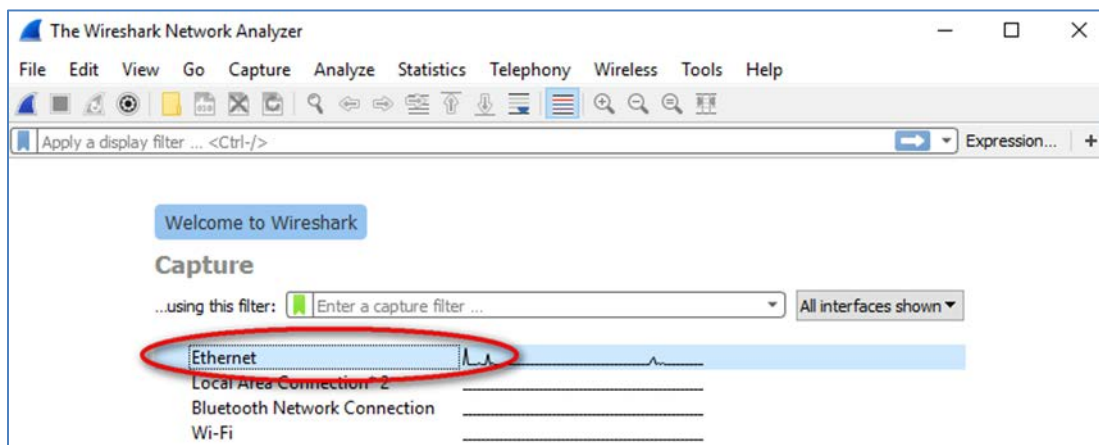 The Wireshark Network Analyzer
File Edit View Go Capture Analyze Statistics Telephony Wireless Tools Help
Apply a display filter ... <Ctrl-/> Expression... +
Welcome to Wireshark
Capture
...using this filter: Enter a capture filter ... All interfaces shown
Ethernet
Local Area Connection* 2
Bluetooth Network Connection
Wi-Fi